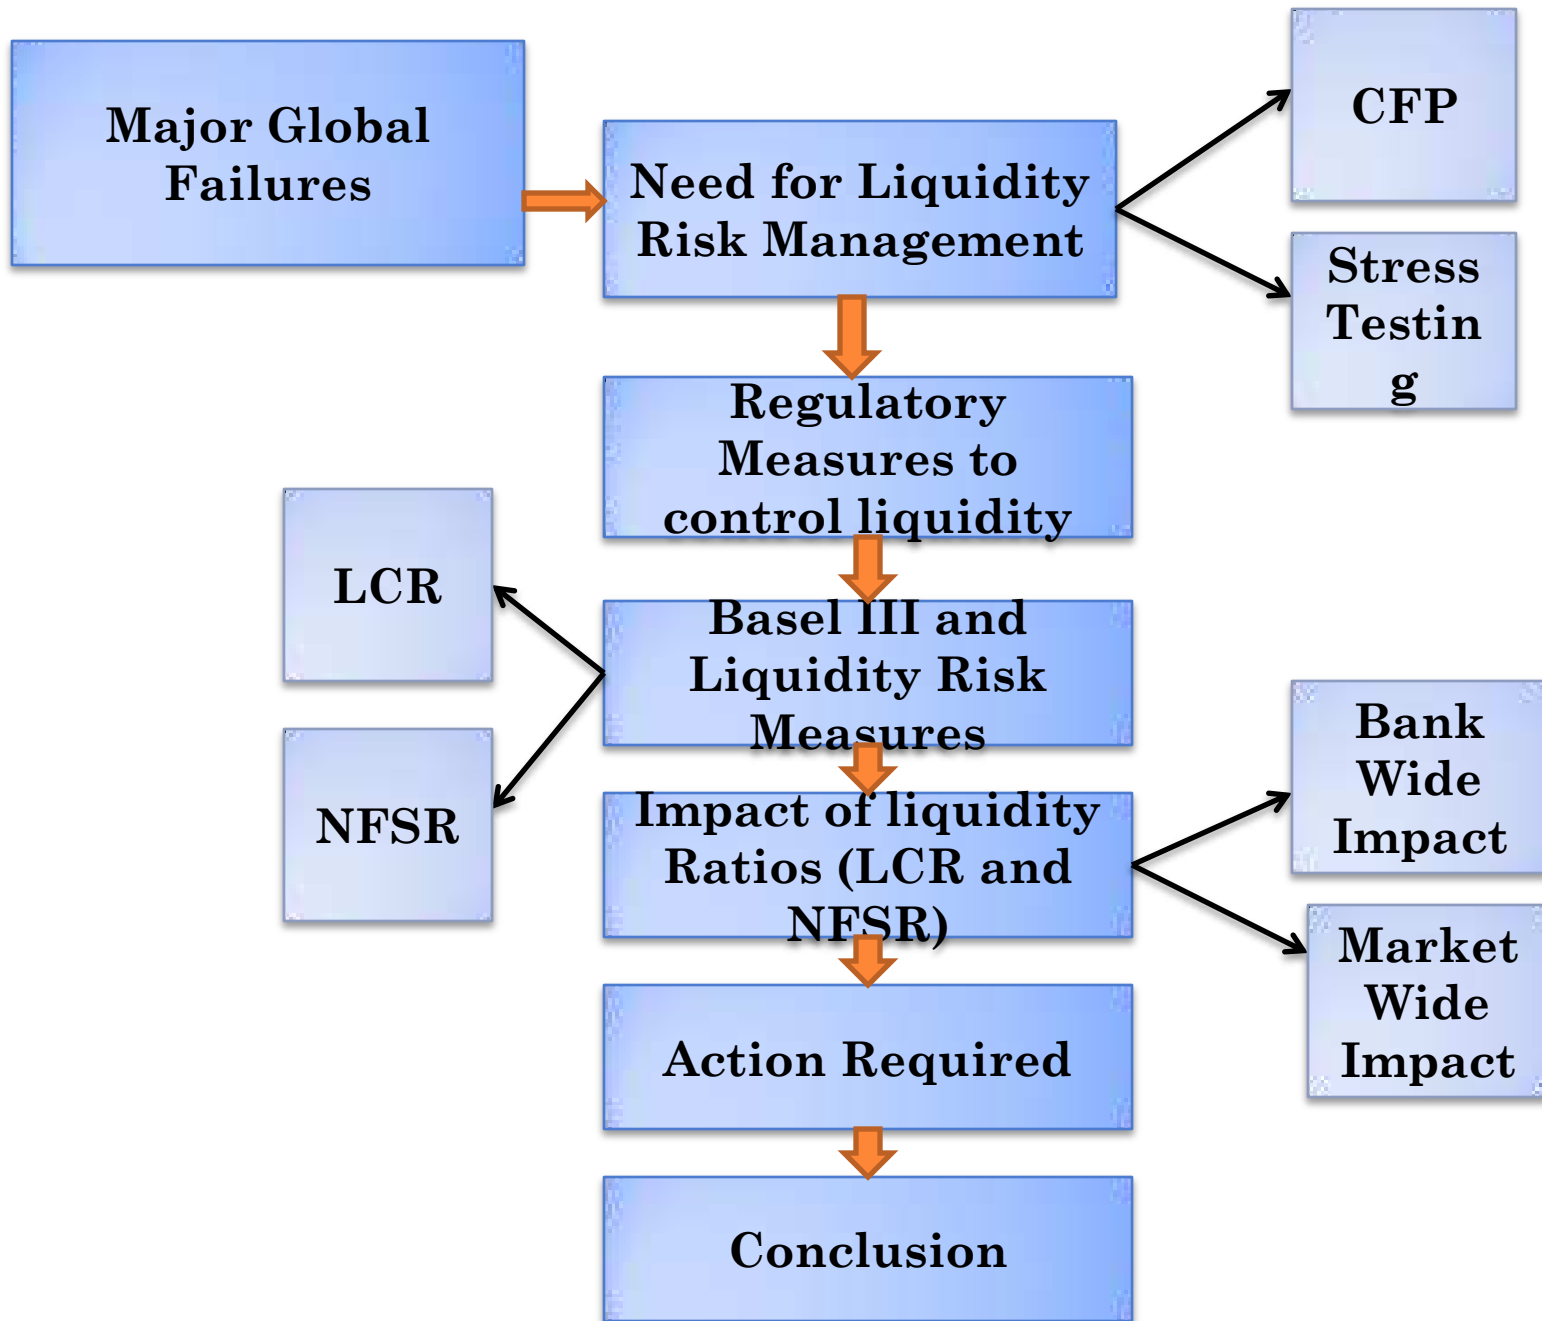 Major Global
Failures
Need for Liquidity
Risk Management
CFP
Stress
Testin
g
Regulatory
Measures to
control liquidity
Basel III and
Liquidity Risk
Measures
LCR
NFSR
Impact of liquidity
Ratios (LCR and
NFSR)
Bank
Wide
Impact
Market
Wide
Impact
Action Required
Conclusion